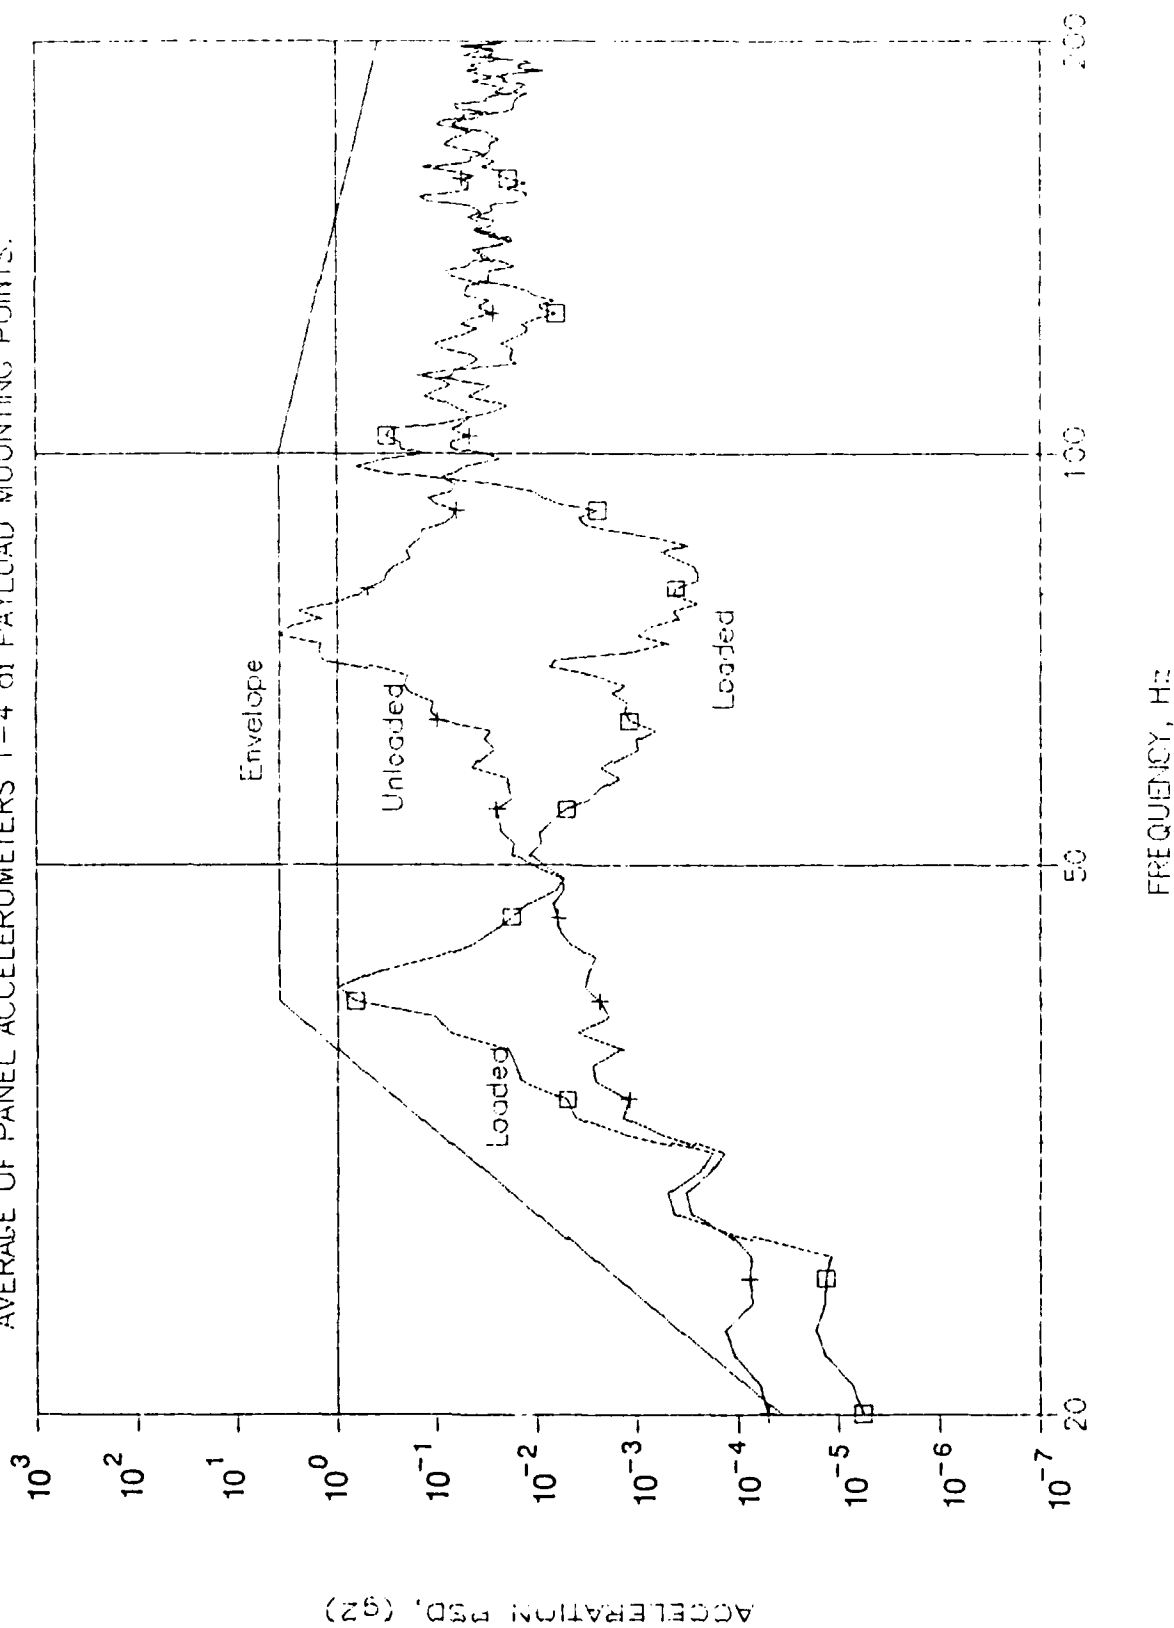 AVERAGE OF PANEL ACCELEROMETERS 1-4 at PAYLOAD MOUNTING POINTS.
ACCELERATION PSD, (g2)
10^3
10^2
10^1
10^0
10^-1
10^-2
10^-3
10^-4
10^-5
10^-6
10^-7
Envelope
Unloaded
Loaded
Loaded
20
50
100
200
FREQUENCY, Hz